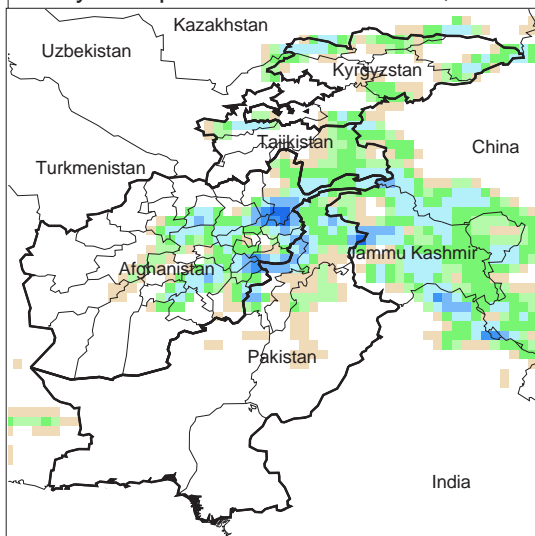 Kazakhstan
Uzbekistan
Kyrgyzstan
Tajikistan
China
Turkmenistan
Jammu Kashmir
Afghanistan
Pakistan
India